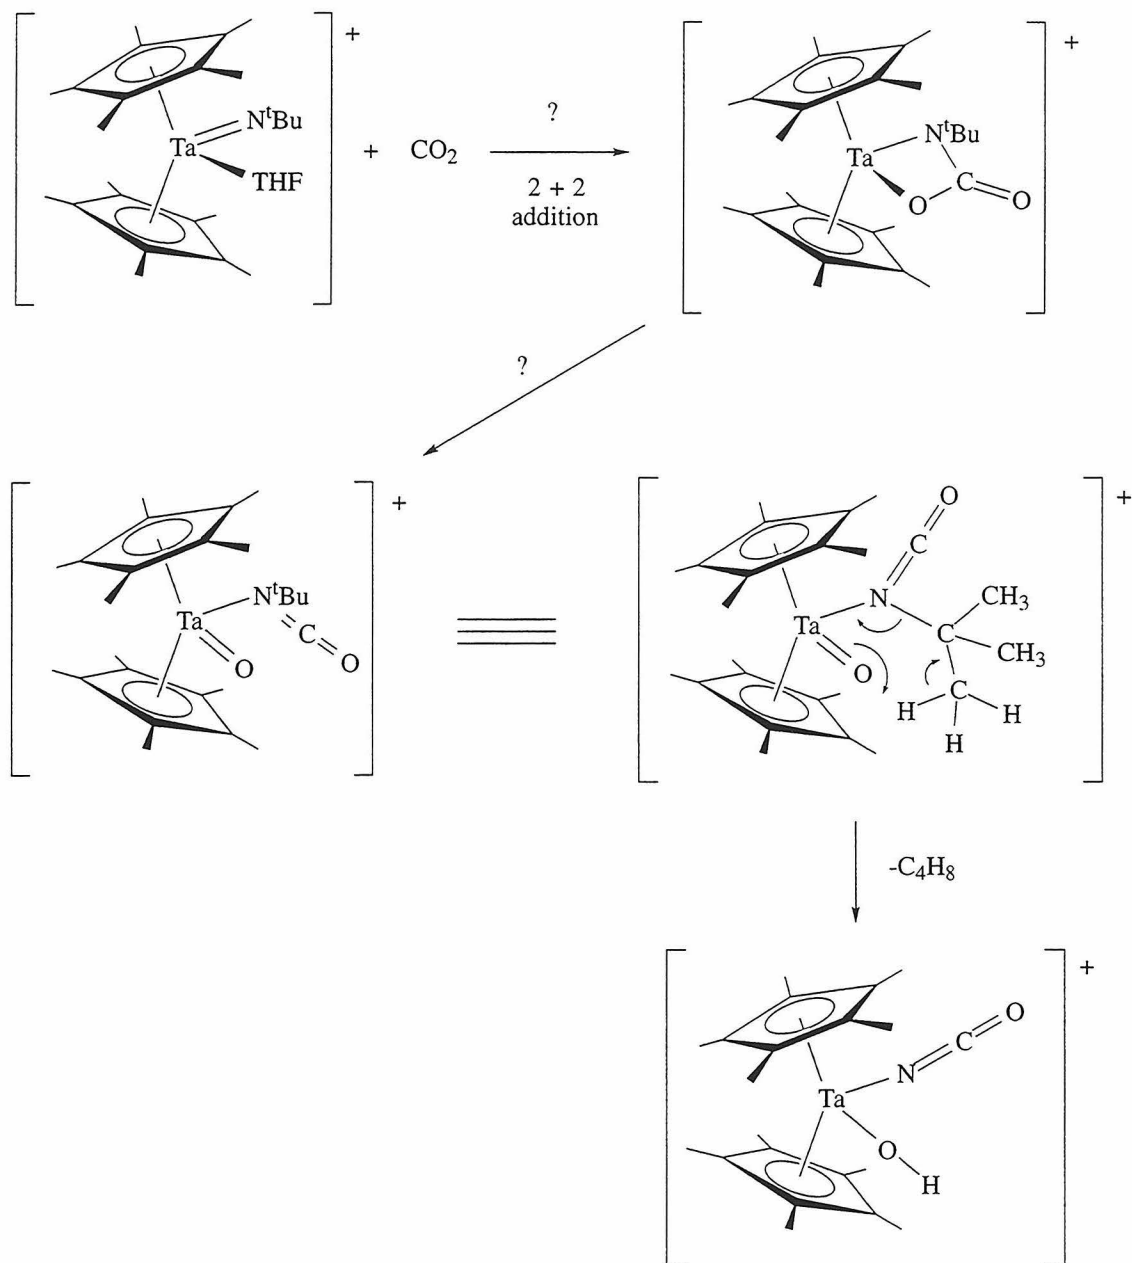 + +
NᵗBu ? NᵗBu
Ta + CO₂ Ta C O
THF 2 + 2 O
addition
?
+ O +
C
NᵗBu N CH₃
Ta C O Ta C CH₃
O O C
H H
H
-C₄H₈
+
O
C
N
Ta
O
H